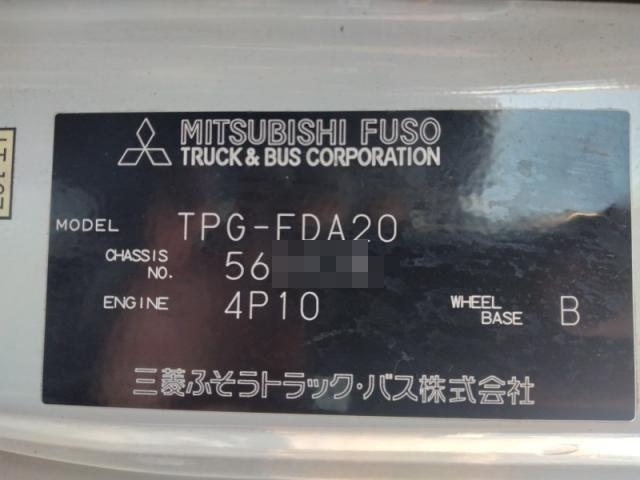 MITSUBISHI FUSO
TRUCK & BUS CORPORATION
MODEL TPG-FDA20
CHASSIS NO. 56
ENGINE 4P10 WHEEL BASE B
三菱ふそうトラック・バス株式会社